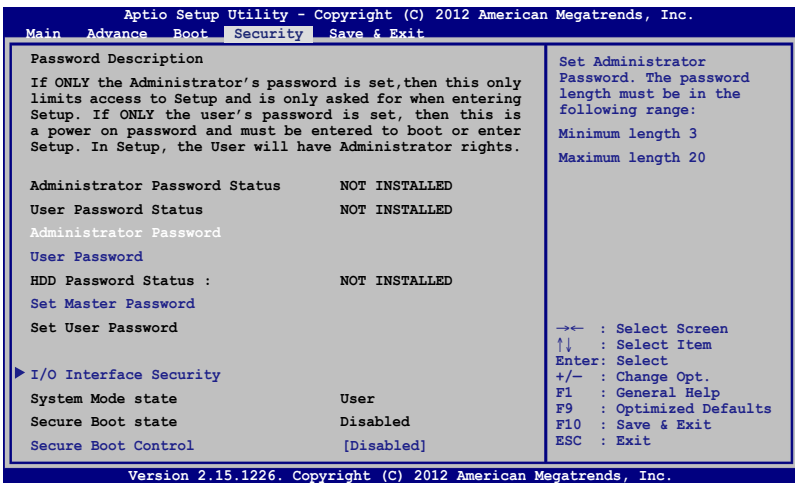 Aptio Setup Utility - Copyright (C) 2012 American Megatrends, Inc.
Main Advance Boot Security Save & Exit
Password Description
If ONLY the Administrator's password is set,then this only
limits access to Setup and is only asked for when entering
Setup. If ONLY the user's password is set, then this is
a power on password and must be entered to boot or enter
Setup. In Setup, the User will have Administrator rights.
Administrator Password Status NOT INSTALLED
User Password Status NOT INSTALLED
Administrator Password
User Password
HDD Password Status : NOT INSTALLED
Set Master Password
Set User Password
I/O Interface Security
System Mode state User
Secure Boot state Disabled
Secure Boot Control [Disabled]
Set Administrator
Password. The password
length must be in the
following range:
Minimum length 3
Maximum length 20
→← : Select Screen
↑↓ : Select Item
Enter: Select
+/— : Change Opt.
F1 : General Help
F9 : Optimized Defaults
F10 : Save & Exit
ESC : Exit
Version 2.15.1226. Copyright (C) 2012 American Megatrends, Inc.